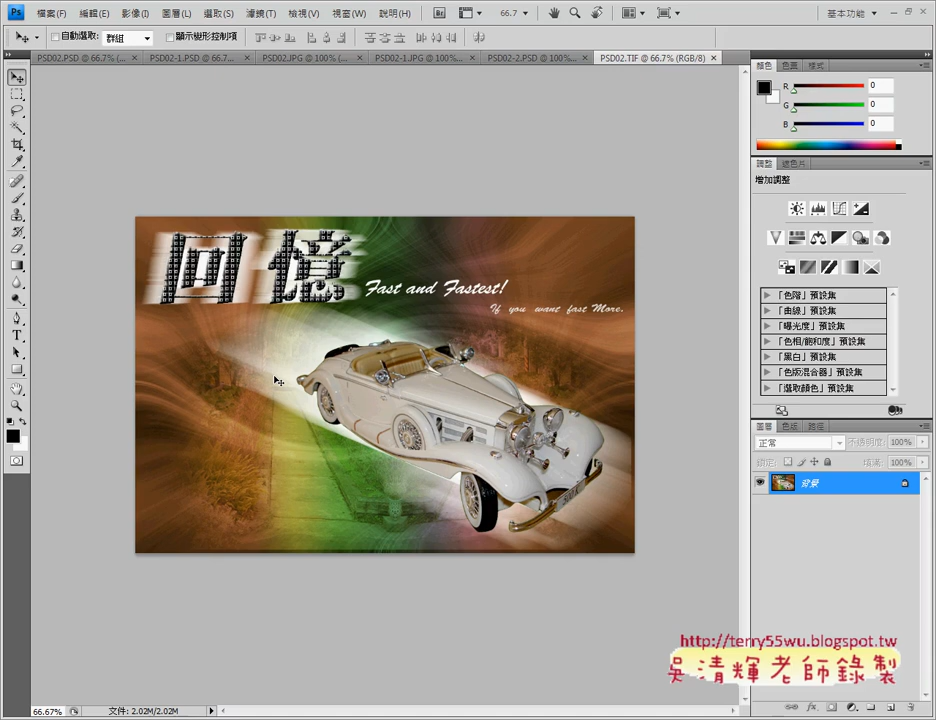 Ps 檔案(F) 編輯(E) 影像(I) 圖層(L) 選取(S) 濾鏡(T) 檢視(V) 視窗(W) 說明(H) Br 66.7 基本功能
自動選取: 群組 顯示變形控制項
PSD02.PSD @ 66.7% (... × PSD02-1.PSD @ 66.7... × PSD02.JPG @ 100% (... × PSD02-1.JPG @ 100%... × PSD02-2.PSD @ 100%... × PSD02.TIF @ 66.7% (RGB/8) ×
顏色 色票 樣式
R 0
G 0
B 0
調整 遮色片
增加調整
「色階」預設集
「曲線」預設集
「曝光度」預設集
「色相/飽和度」預設集
「黑白」預設集
「色版混合器」預設集
「選取顏色」預設集
回憶
Fast and Fastest!
If you want fast More.
圖層 色版 路徑
正常 不透明度: 100%
鎖定: 填滿: 100%
背景
http://terry55wu.blogspot.tw
吳清輝老師錄製
66.67% 文件: 2.02M/2.02M